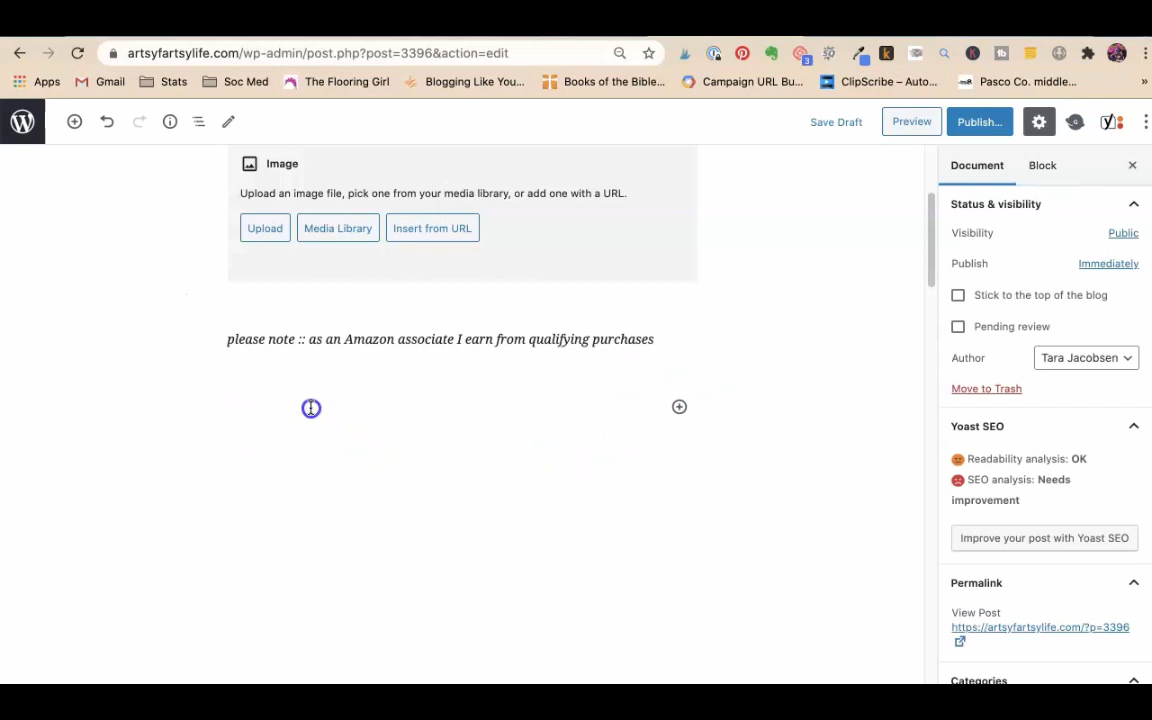 artsyfartsylife.com/wp-admin/post.php?post=3396&action=edit
3
Apps Gmail Stats Soc Med The Flooring Girl Blogging Like You... Books of the Bible... Campaign URL Bu... ClipScribe – Auto... Pasco Co. middle... »
Save Draft Preview Publish...
Image
Upload an image file, pick one from your media library, or add one with a URL.
Upload Media Library Insert from URL
please note :: as an Amazon associate I earn from qualifying purchases
Document Block
Status & visibility
Visibility Public
Publish Immediately
Stick to the top of the blog
Pending review
Author Tara Jacobsen
Move to Trash
Yoast SEO
Readability analysis: OK
SEO analysis: Needs
improvement
Improve your post with Yoast SEO
Permalink
View Post
https://artsyfartsylife.com/?p=3396
Categories